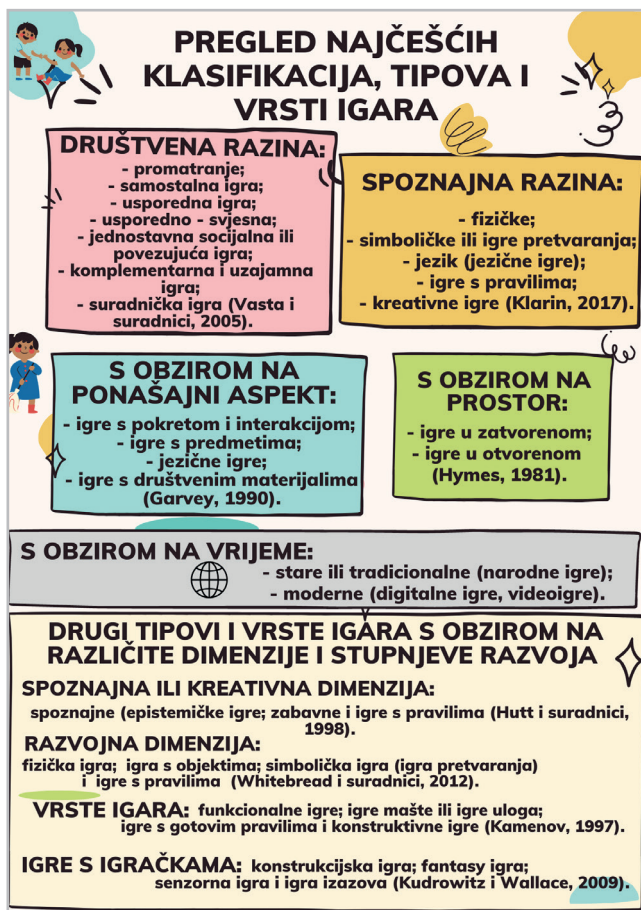 PREGLED NAJČEŠĆIH
KLASIFIKACIJA, TIPOVA I
VRSTI IGARA
DRUŠTVENA RAZINA:
- promatranje;
- samostalna igra;
- usporedna igra;
- usporedno - svjesna;
- jednostavna socijalna ili
povezujuća igra;
- komplementarna i uzajamna
igra;
- suradnička igra (Vasta i
suradnici, 2005).
SPOZNAJNA RAZINA:
- fizičke;
- simboličke ili igre pretvaranja;
- jezik (jezične igre);
- igre s pravilima;
- kreativne igre (Klarin, 2017).
S OBZIROM NA
PONAŠAJNI ASPEKT:
- igre s pokretom i interakcijom;
- igre s predmetima;
- jezične igre;
- igre s društvenim materijalima
(Garvey, 1990).
S OBZIROM NA
PROSTOR:
- igre u zatvorenom;
- igre u otvorenom
(Hymes, 1981).
S OBZIROM NA VRIJEME:
- stare ili tradicionalne (narodne igre);
- moderne (digitalne igre, videoigre).
DRUGI TIPOVI I VRSTE IGARA S OBZIROM NA
RAZLIČITE DIMENZIJE I STUPNJEVE RAZVOJA
SPOZNAJNA ILI KREATIVNA DIMENZIJA:
spoznajne (epistemičke igre; zabavne i igre s pravilima (Hutt i suradnici,
1998).
RAZVOJNA DIMENZIJA:
fizička igra; igra s objektima; simbolička igra (igra pretvaranja)
i igre s pravilima (Whitebread i suradnici, 2012).
VRSTE IGARA: funkcionalne igre; igre mašte ili igre uloga;
igre s gotovim pravilima i konstruktivne igre (Kamenov, 1997).
IGRE S IGRAČKAMA: konstrukcijska igra; fantasy igra;
senzorna igra i igra izazova (Kudrowitz i Wallace, 2009).